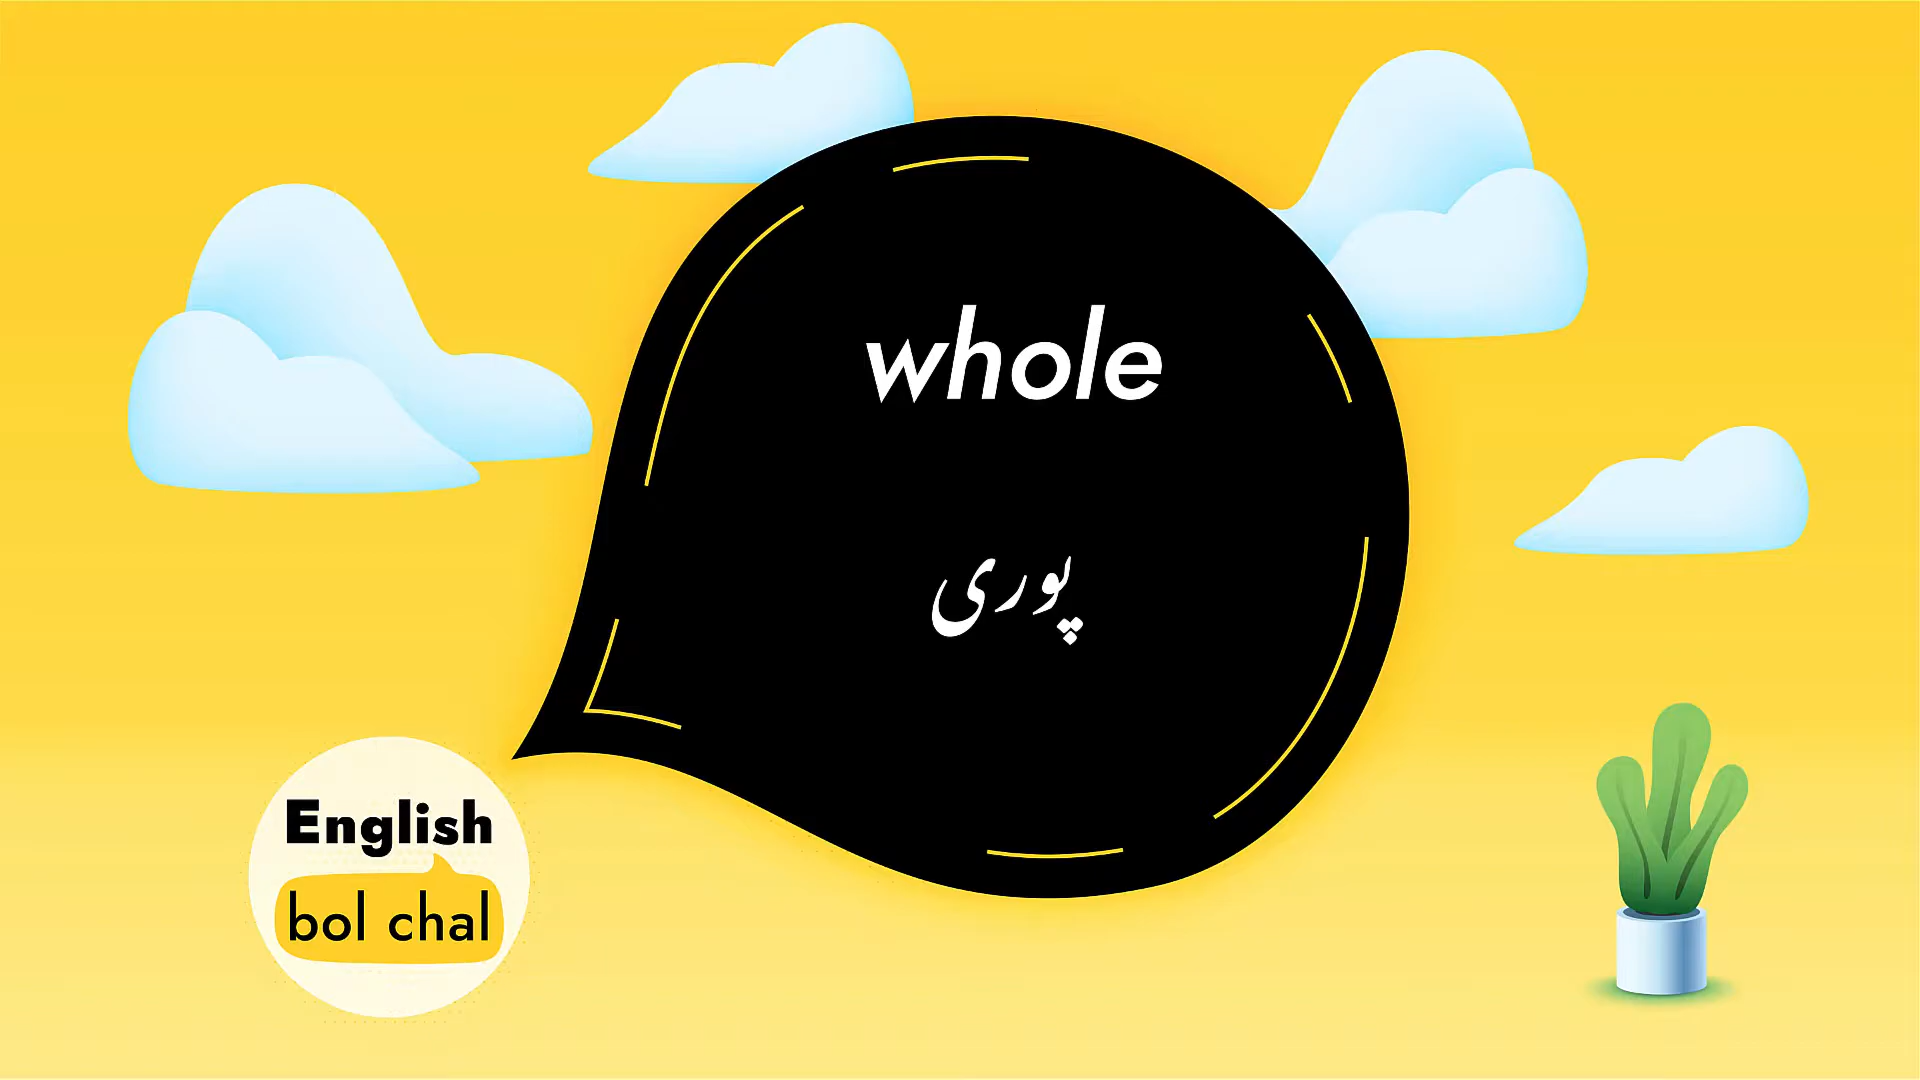 whole
پوری
English
bol chal